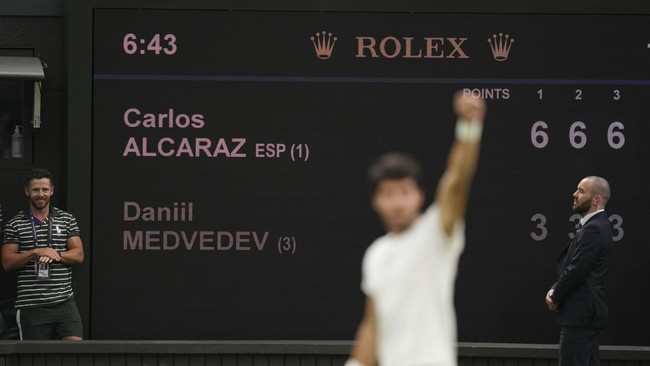 6:43 ROLEX
POINTS 1 2 3
Carlos
ALCARAZ ESP (1) 6 6 6
Daniil
MEDVEDEV (3) 3 3 3